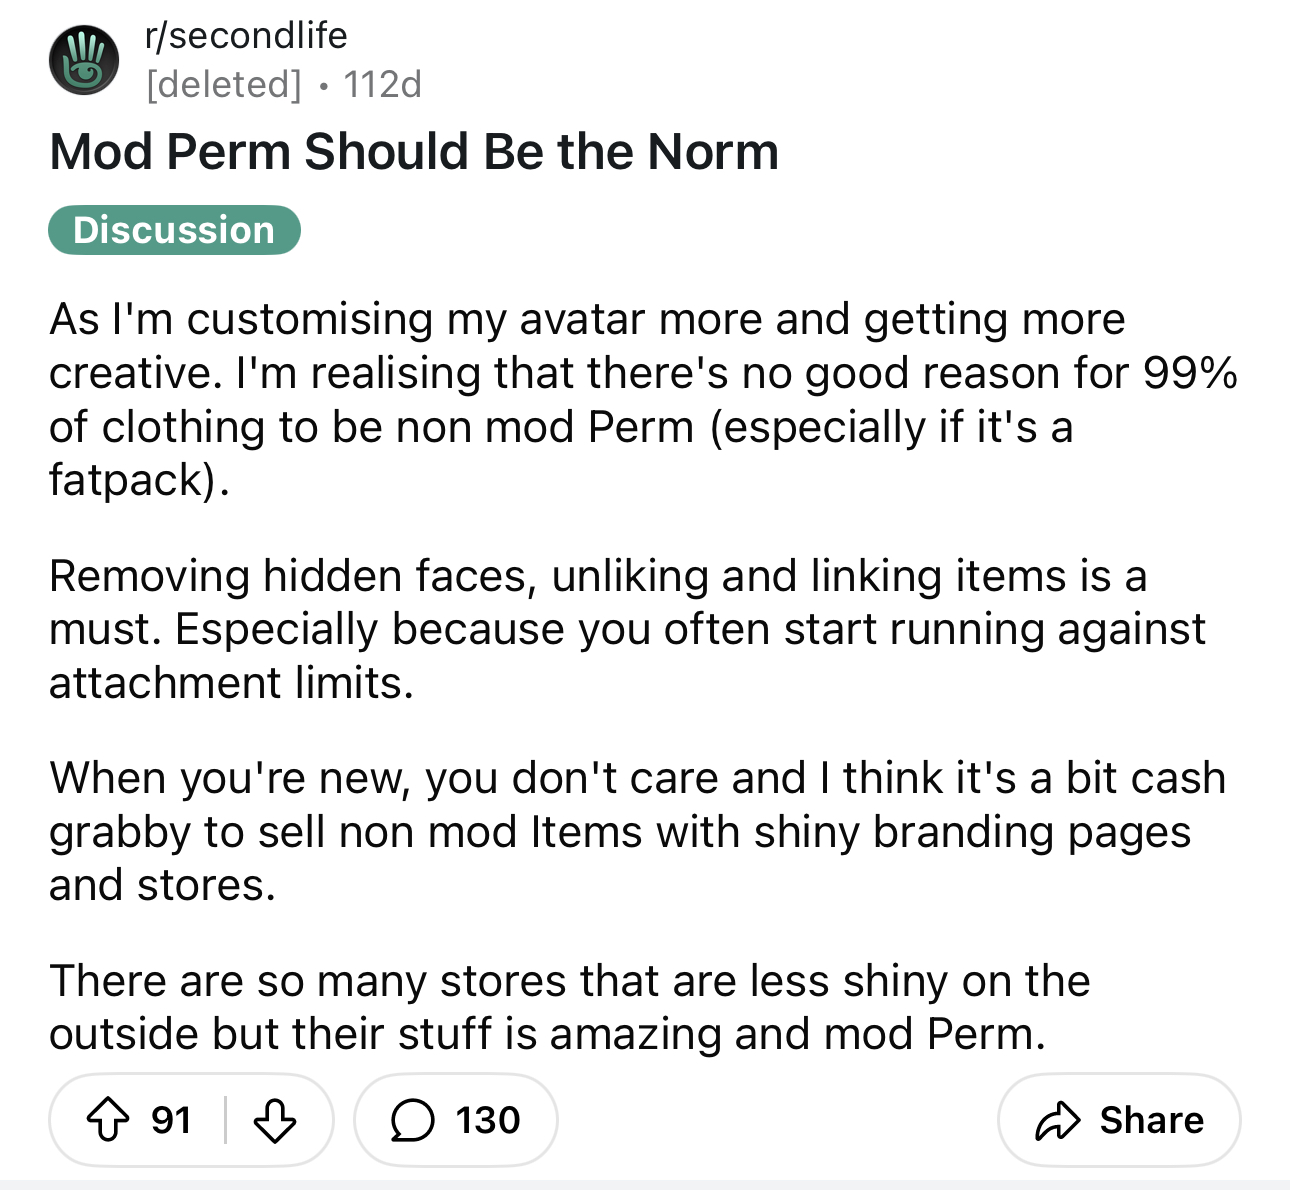 r/secondlife
[deleted] • 112d
Mod Perm Should Be the Norm
Discussion
As I'm customising my avatar more and getting more
creative. I'm realising that there's no good reason for 99%
of clothing to be non mod Perm (especially if it's a
fatpack).
Removing hidden faces, unliking and linking items is a
must. Especially because you often start running against
attachment limits.
When you're new, you don't care and I think it's a bit cash
grabby to sell non mod Items with shiny branding pages
and stores.
There are so many stores that are less shiny on the
outside but their stuff is amazing and mod Perm.
91 130 Share